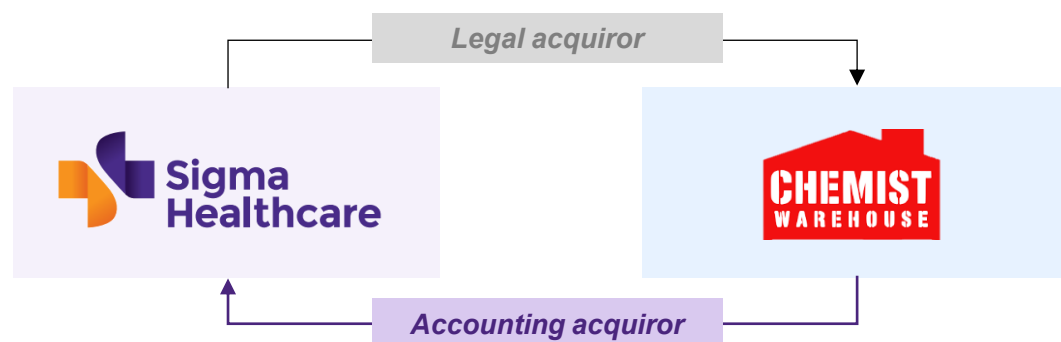 Legal acquiror
Sigma
Healthcare
CHEMIST
WAREHOUSE
Accounting acquiror